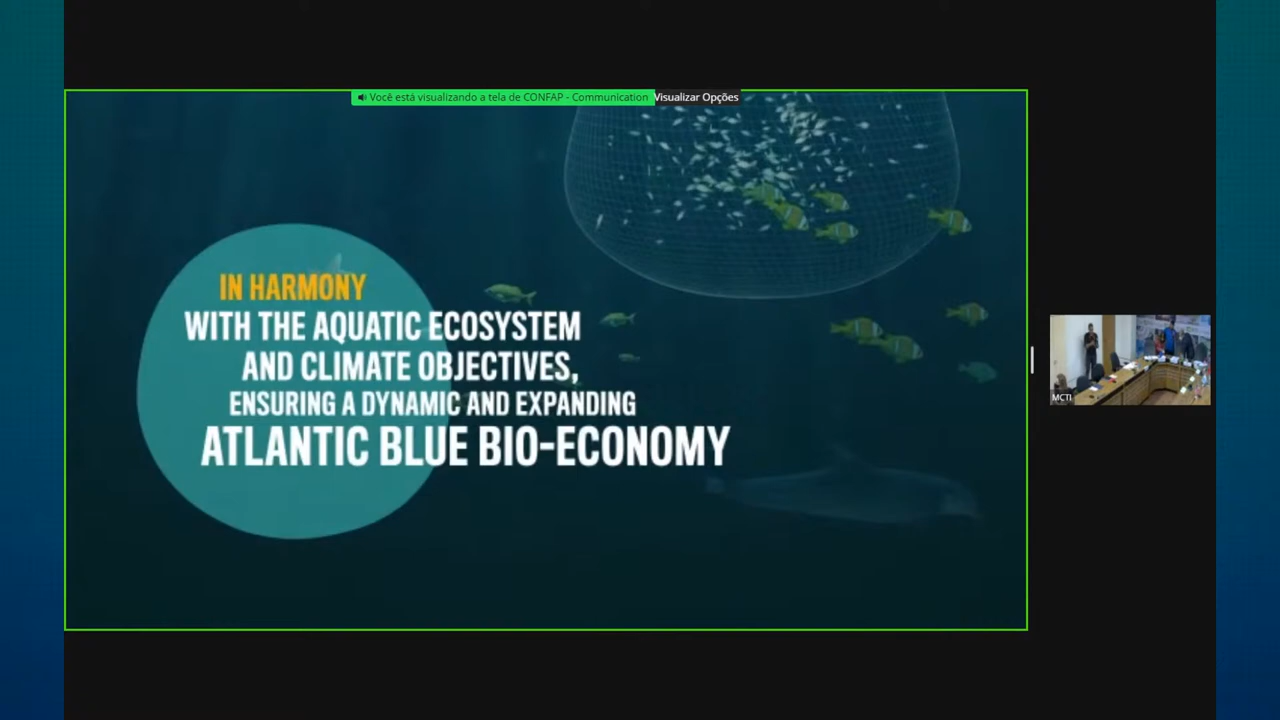 Você está visualizando a tela de CONFAP - Communication Visualizar Opções
IN HARMONY
WITH THE AQUATIC ECOSYSTEM
AND CLIMATE OBJECTIVES,
ENSURING A DYNAMIC AND EXPANDING
ATLANTIC BLUE BIO-ECONOMY
MCTI